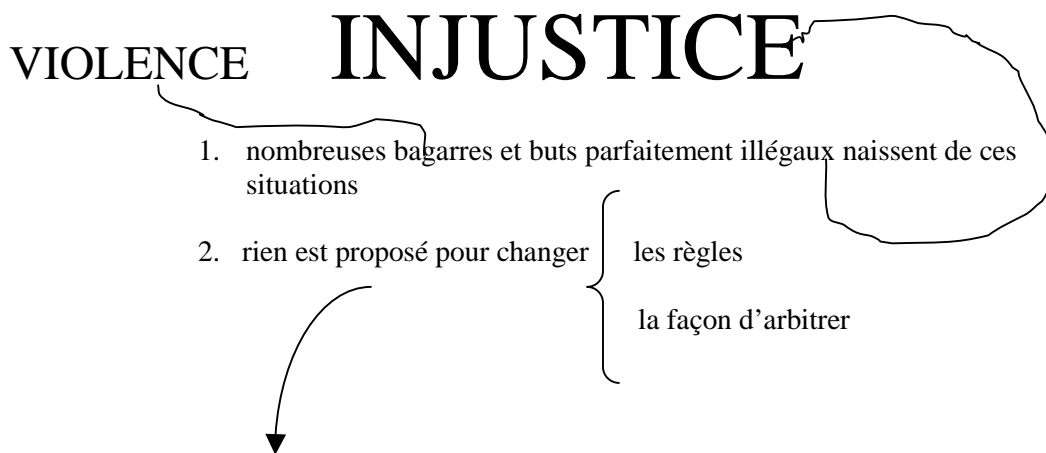 VIOLENCE INJUSTICE
1. nombreuses bagarres et buts parfaitement illégaux naissent de ces
situations
2. rien est proposé pour changer les règles
la façon d’arbitrer